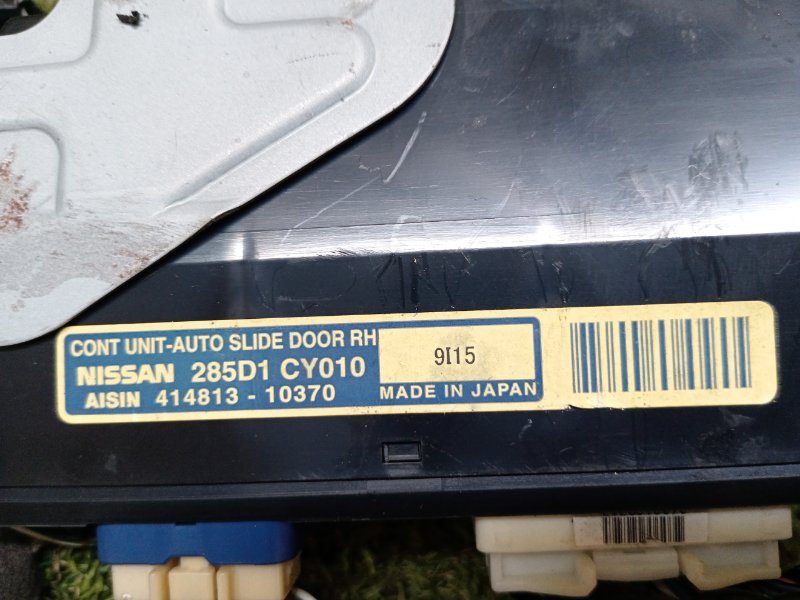 CONT UNIT-AUTO SLIDE DOOR RH
NISSAN 285D1 CY010
9I15
AISIN 414813 - 10370
MADE IN JAPAN